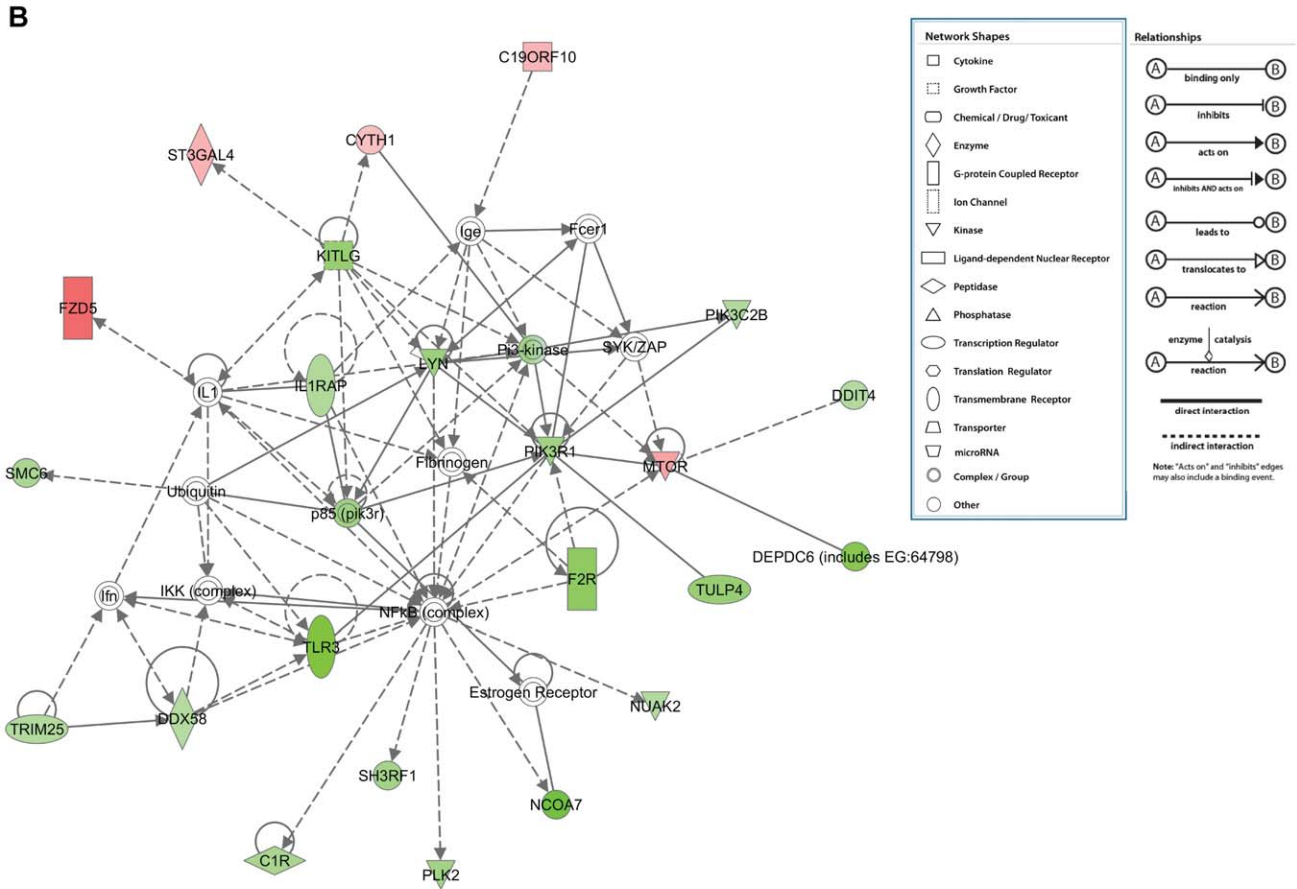 B
C19ORF10
CYTH1
ST3GAL4
Ige
Fcer1
KITLG
FZD5
PIK3C2B
Pi3-kinase
SYK/ZAP
LYN
IL1RAP
IL1
DDIT4
PIK3R1
Fibrinogen
MTOR
SMC6
Ubiquitin
p85 (pik3r)
DEPDC6 (includes EG:64798)
F2R
TULP4
IKK (complex)
Ifn
NFkB (complex)
TLR3
Estrogen Receptor
NUAK2
TRIM25
DDX58
SH3RF1
NCOA7
C1R
PLK2
Network Shapes
Cytokine
Growth Factor
Chemical / Drug/ Toxicant
Enzyme
G-protein Coupled Receptor
Ion Channel
Kinase
Ligand-dependent Nuclear Receptor
Peptidase
Phosphatase
Transcription Regulator
Translation Regulator
Transmembrane Receptor
Transporter
microRNA
Complex / Group
Other
Relationships
A B
binding only
A B
inhibits
A B
acts on
A B
inhibits AND acts on
A B
leads to
A B
translocates to
A B
reaction
enzyme catalysis
A B
reaction
direct interaction
indirect interaction
Note: "Acts on" and "inhibits" edges
may also include a binding event.